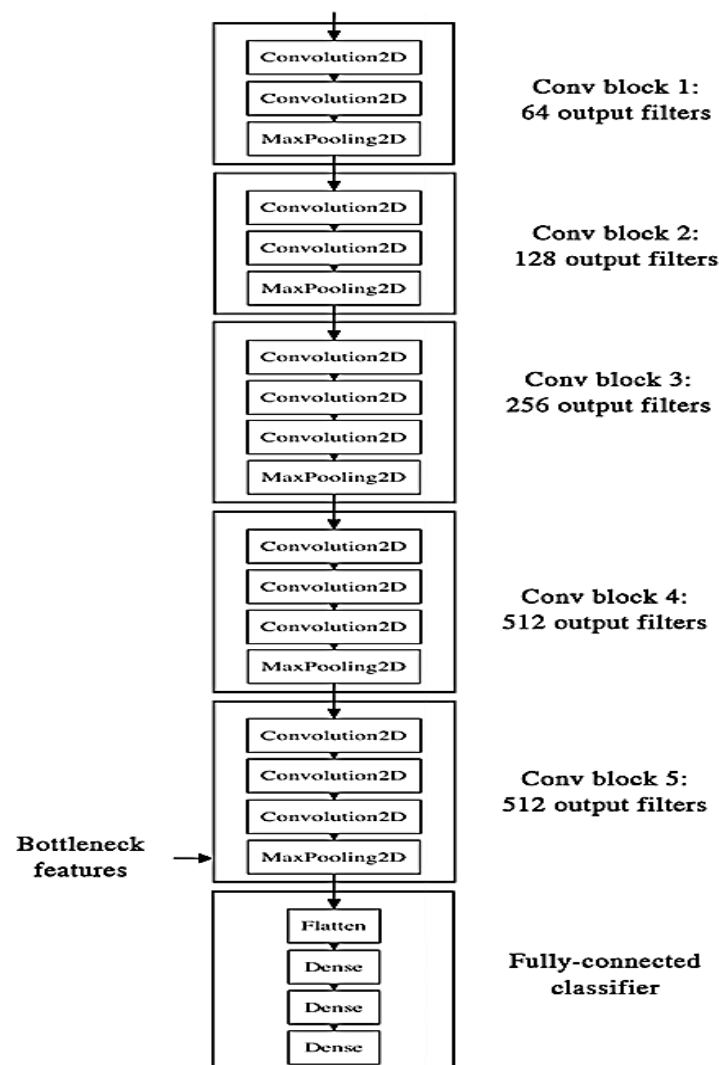 Convolution2D
Convolution2D
MaxPooling2D
Conv block 1:
64 output filters
Convolution2D
Convolution2D
MaxPooling2D
Conv block 2:
128 output filters
Convolution2D
Convolution2D
Convolution2D
MaxPooling2D
Conv block 3:
256 output filters
Convolution2D
Convolution2D
Convolution2D
MaxPooling2D
Conv block 4:
512 output filters
Convolution2D
Convolution2D
Convolution2D
MaxPooling2D
Conv block 5:
512 output filters
Bottleneck
features
Flatten
Dense
Dense
Dense
Fully-connected
classifier